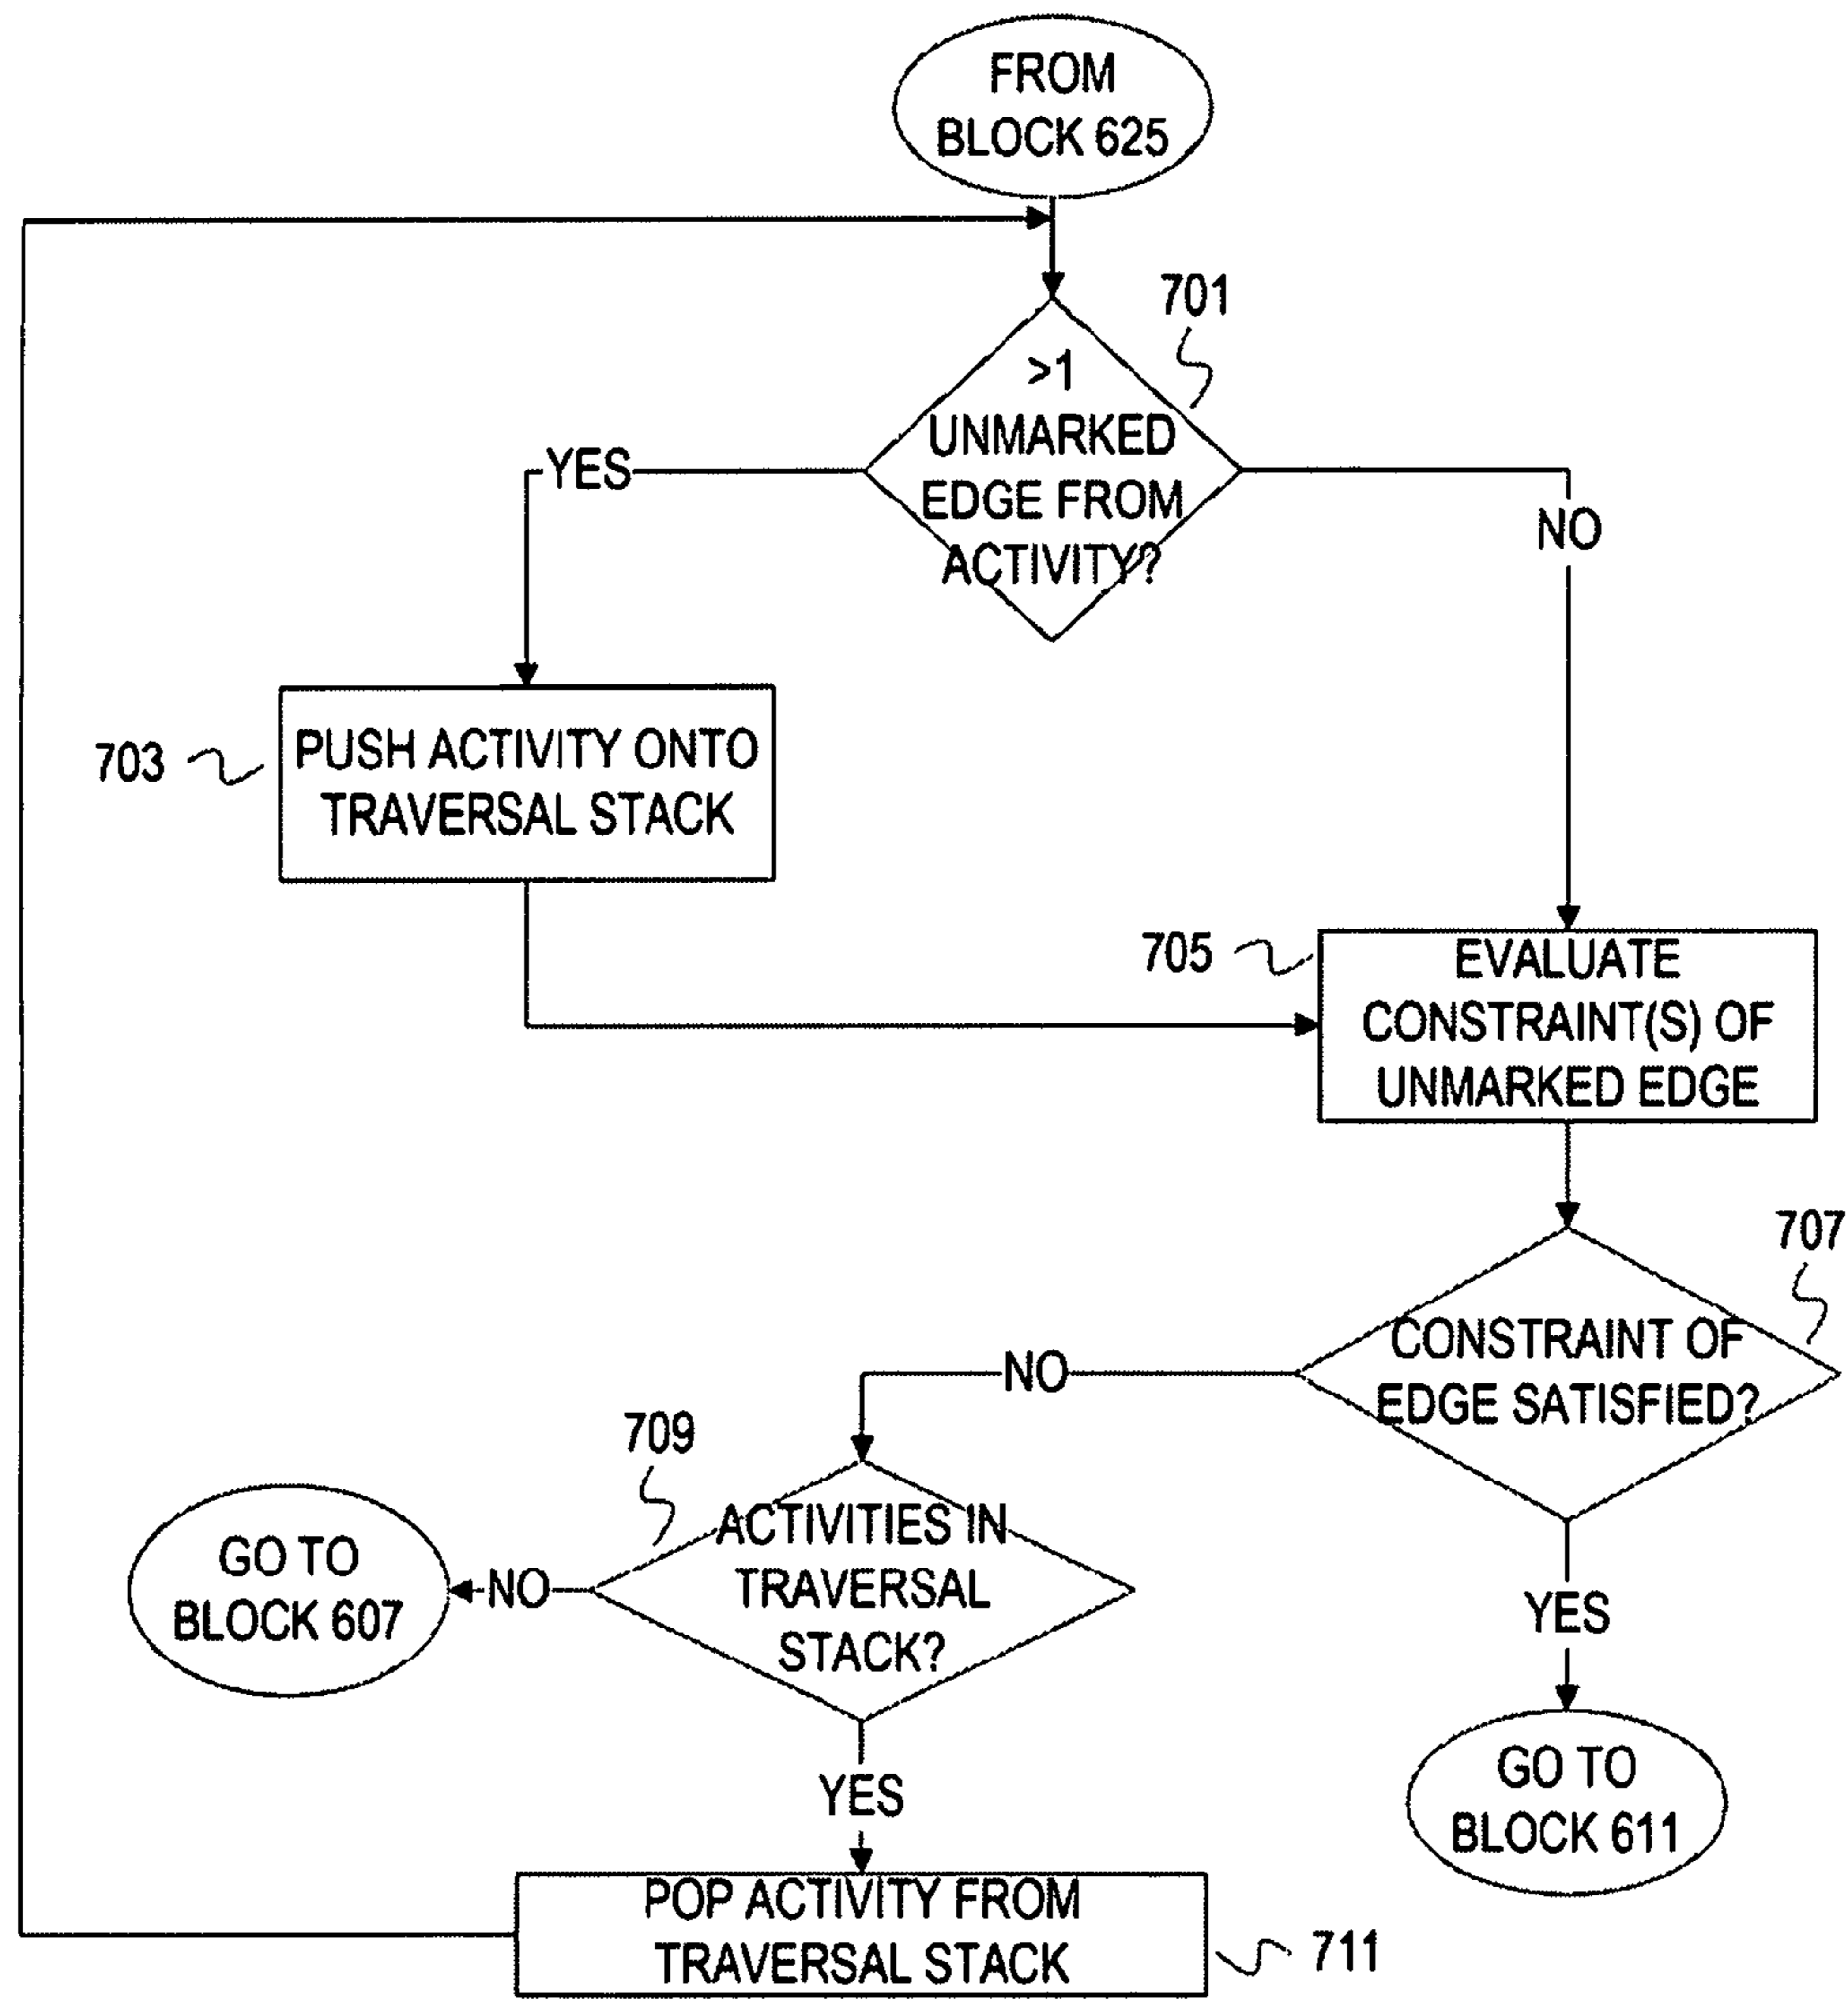 FROM
BLOCK 625
701
>1
UNMARKED
EDGE FROM
ACTIVITY?
YES
NO
703
PUSH ACTIVITY ONTO
TRAVERSAL STACK
705
EVALUATE
CONSTRAINT(S) OF
UNMARKED EDGE
707
CONSTRAINT OF
EDGE SATISFIED?
NO
YES
709
ACTIVITIES IN
TRAVERSAL
STACK?
NO
GO TO
BLOCK 607
YES
GO TO
BLOCK 611
POP ACTIVITY FROM
TRAVERSAL STACK
711